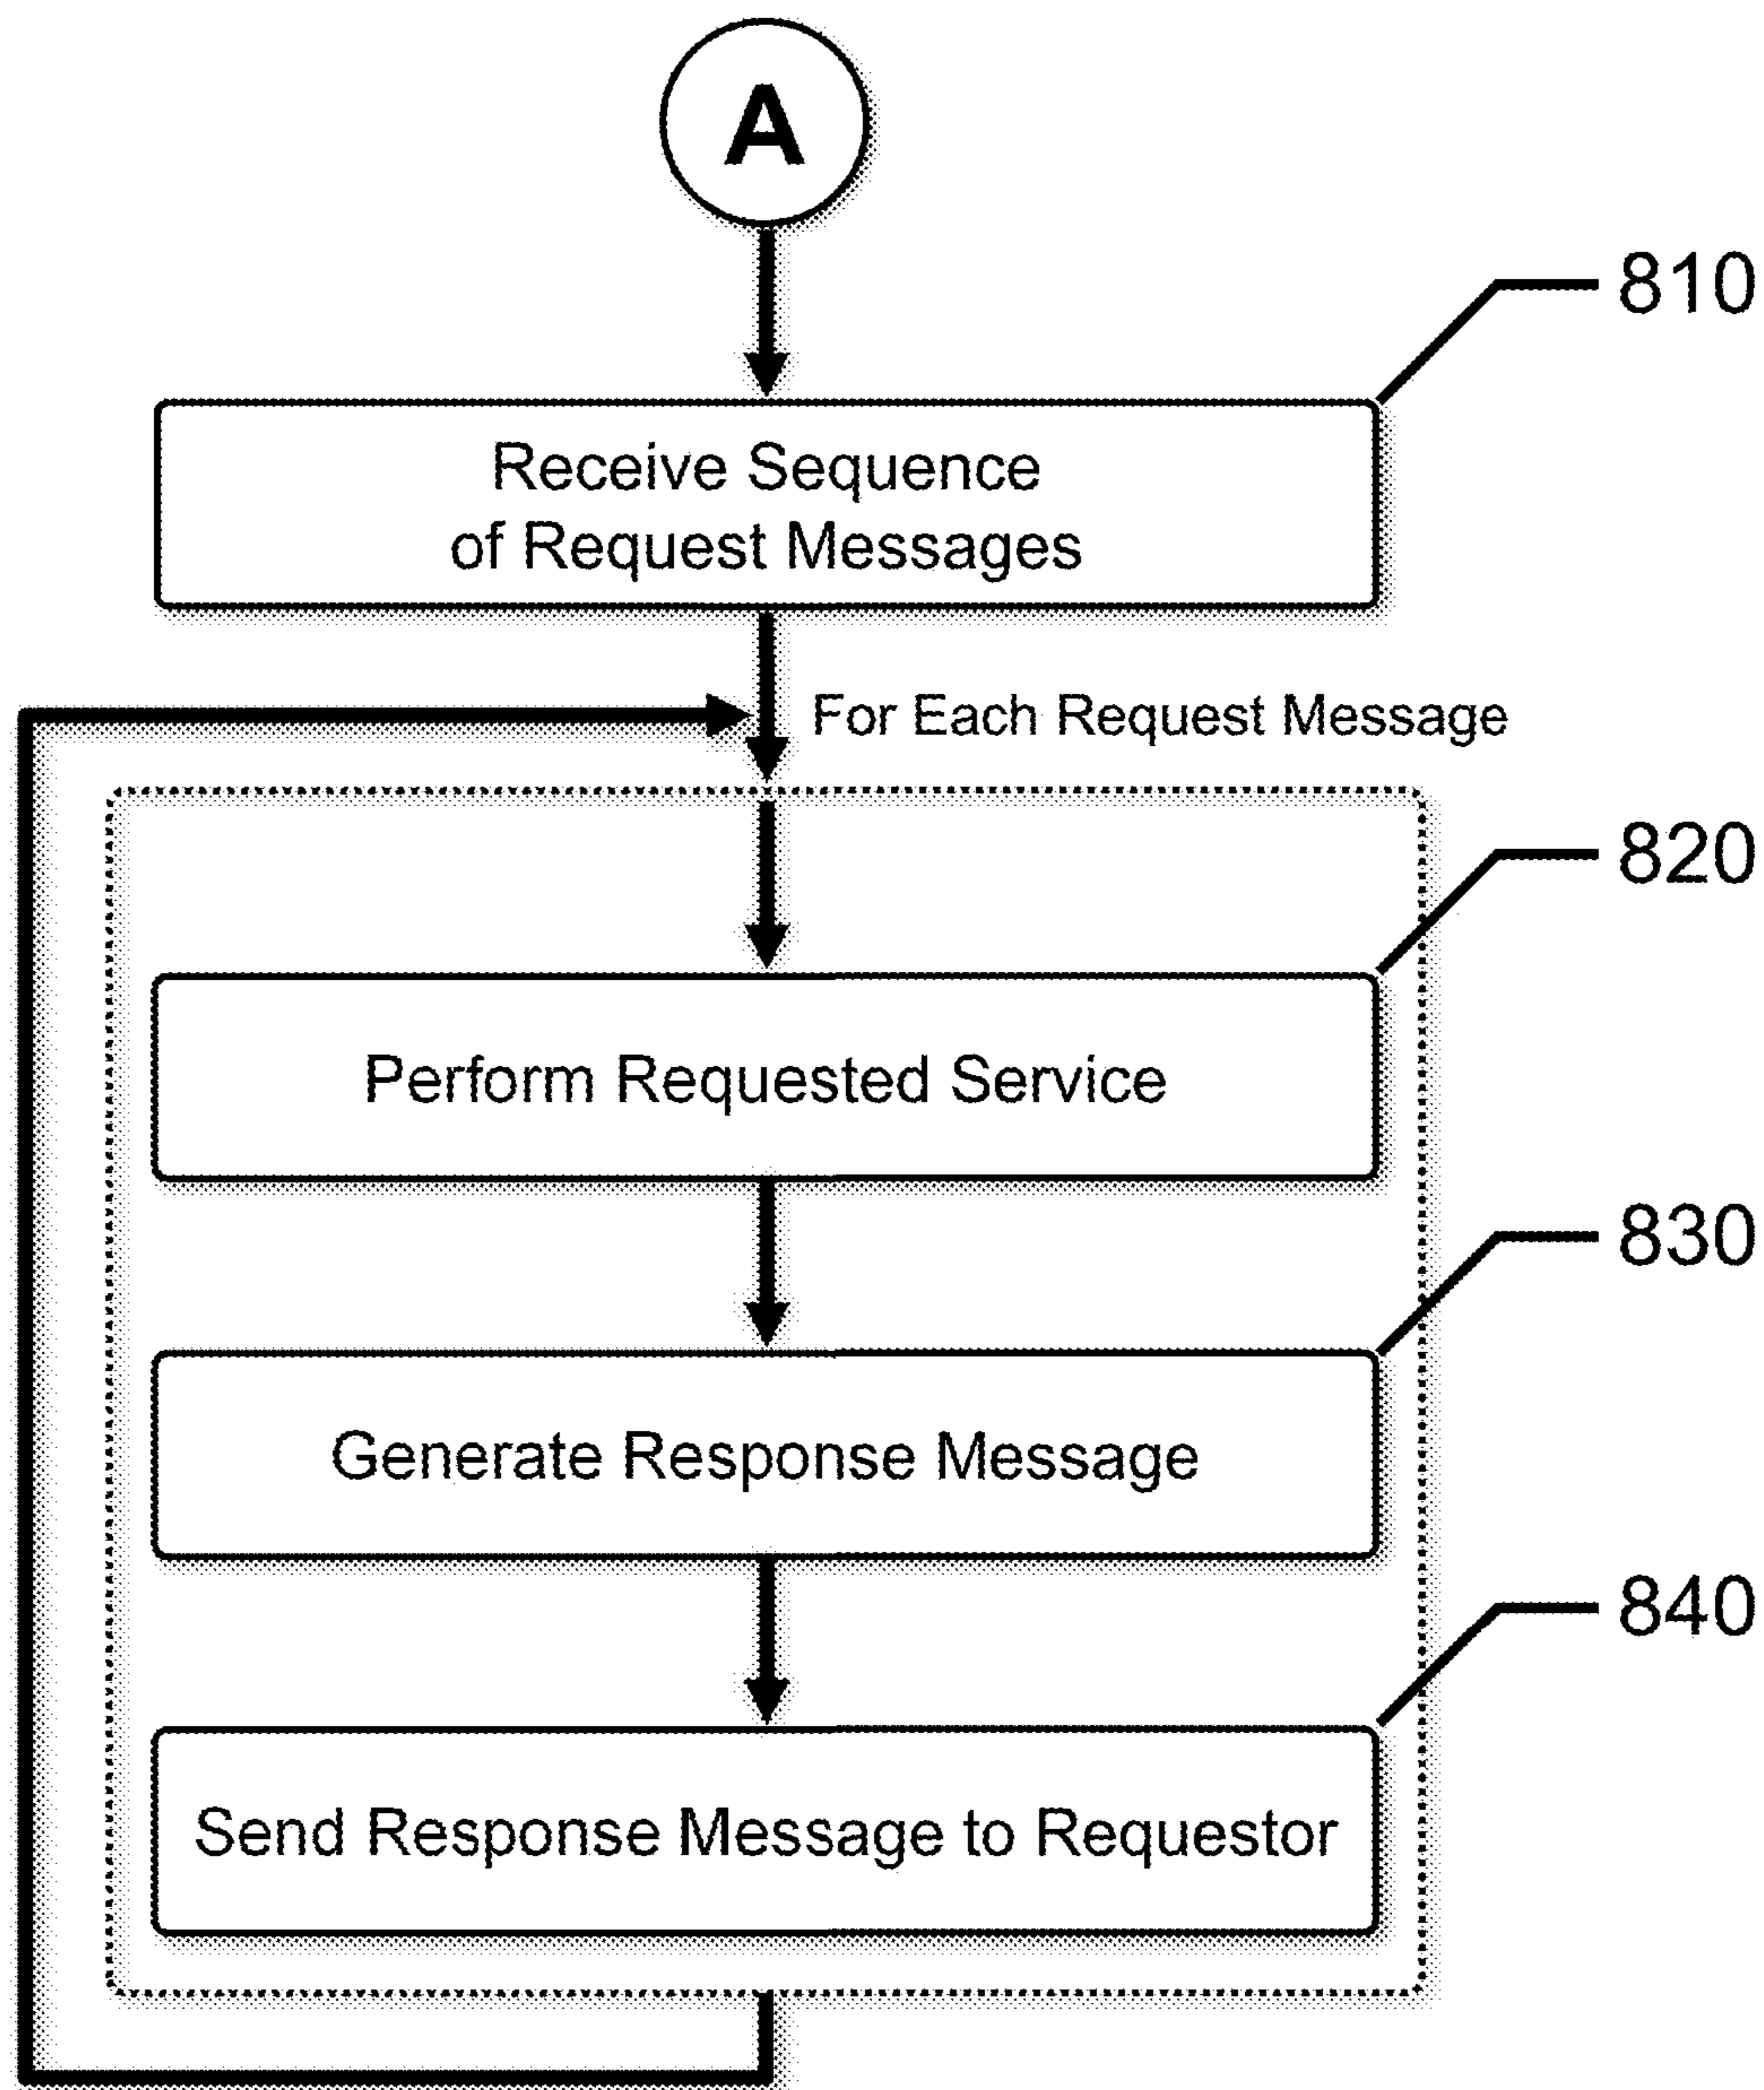 A
810
Receive Sequence
of Request Messages
For Each Request Message
820
Perform Requested Service
830
Generate Response Message
840
Send Response Message to Requestor